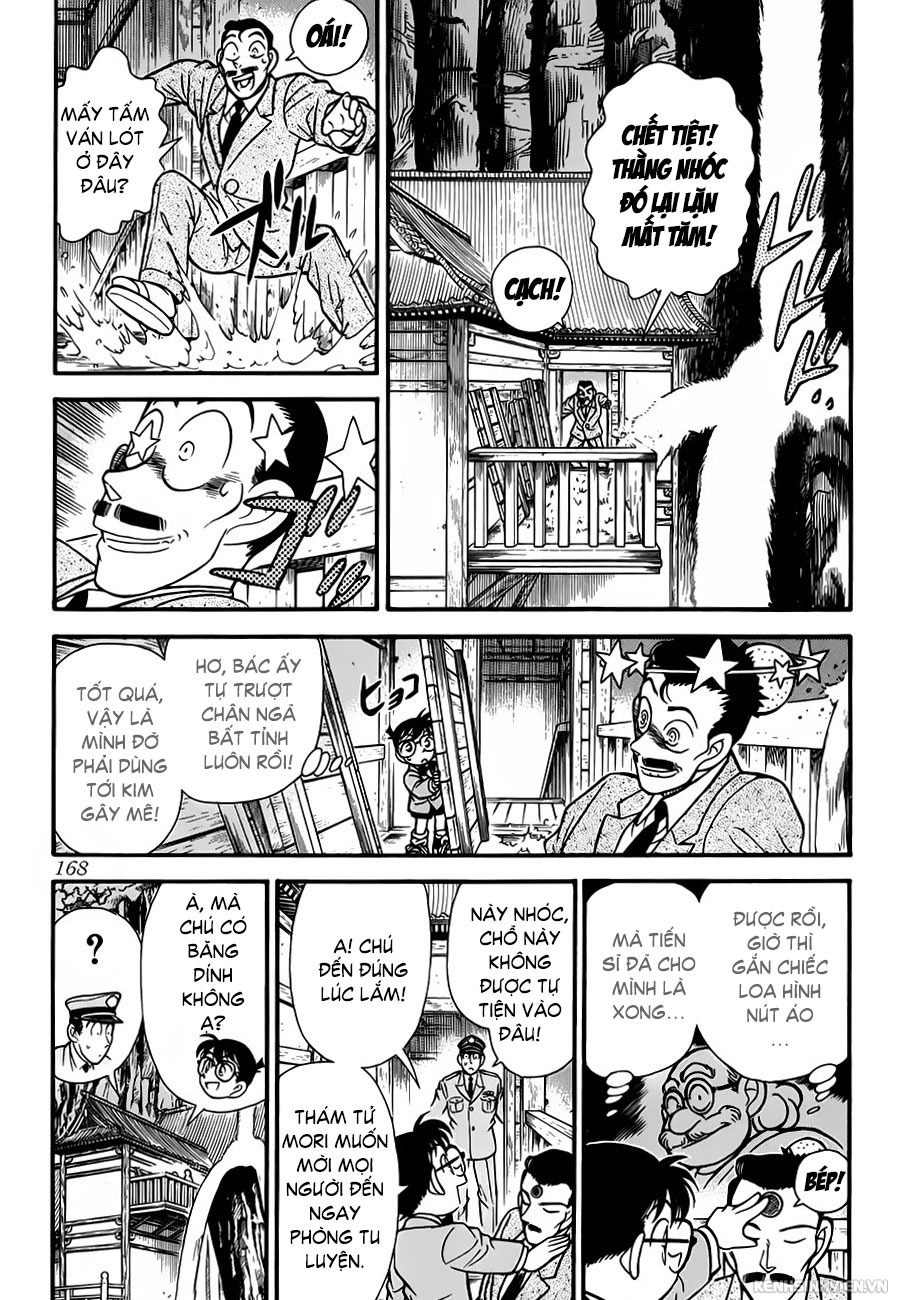 CHẾT TIỆT!
THẰNG NHÓC
ĐÓ LẠI LẶN
MẤT TĂM!
CẠCH!
OÁI!
MẤY TẤM
VÁN LÓT
Ở ĐÂY
ĐÂU?
HƠ, BÁC ẤY
TỰ TRƯỢT
CHÂN NGÃ
BẤT TỈNH
LUÔN RỒI!
ヒョコ
TỐT QUÁ,
VẬY LÀ
MÌNH ĐỠ
PHẢI DÙNG
TỚI KIM
GÂY MÊ!
168
ĐƯỢC RỒI,
GIỜ THÌ
GẮN CHIẾC
LOA HÌNH
NÚT ÁO
...
MÀ TIẾN
SĨ ĐÃ CHO
MÌNH LÀ
XONG...
BÉP!
NÀY NHÓC,
CHỖ NÀY
KHÔNG
ĐƯỢC TỰ
TIỆN VÀO
ĐÂU!
A! CHÚ
ĐẾN ĐÚNG
LÚC LẮM!
THÁM TỬ
MORI MUỐN
MỜI MỌI
NGƯỜI ĐẾN
NGAY
PHÒNG TU
LUYỆN.
À, MÀ
CHÚ CÓ
BĂNG
DÍNH
KHÔNG
Ạ?
?